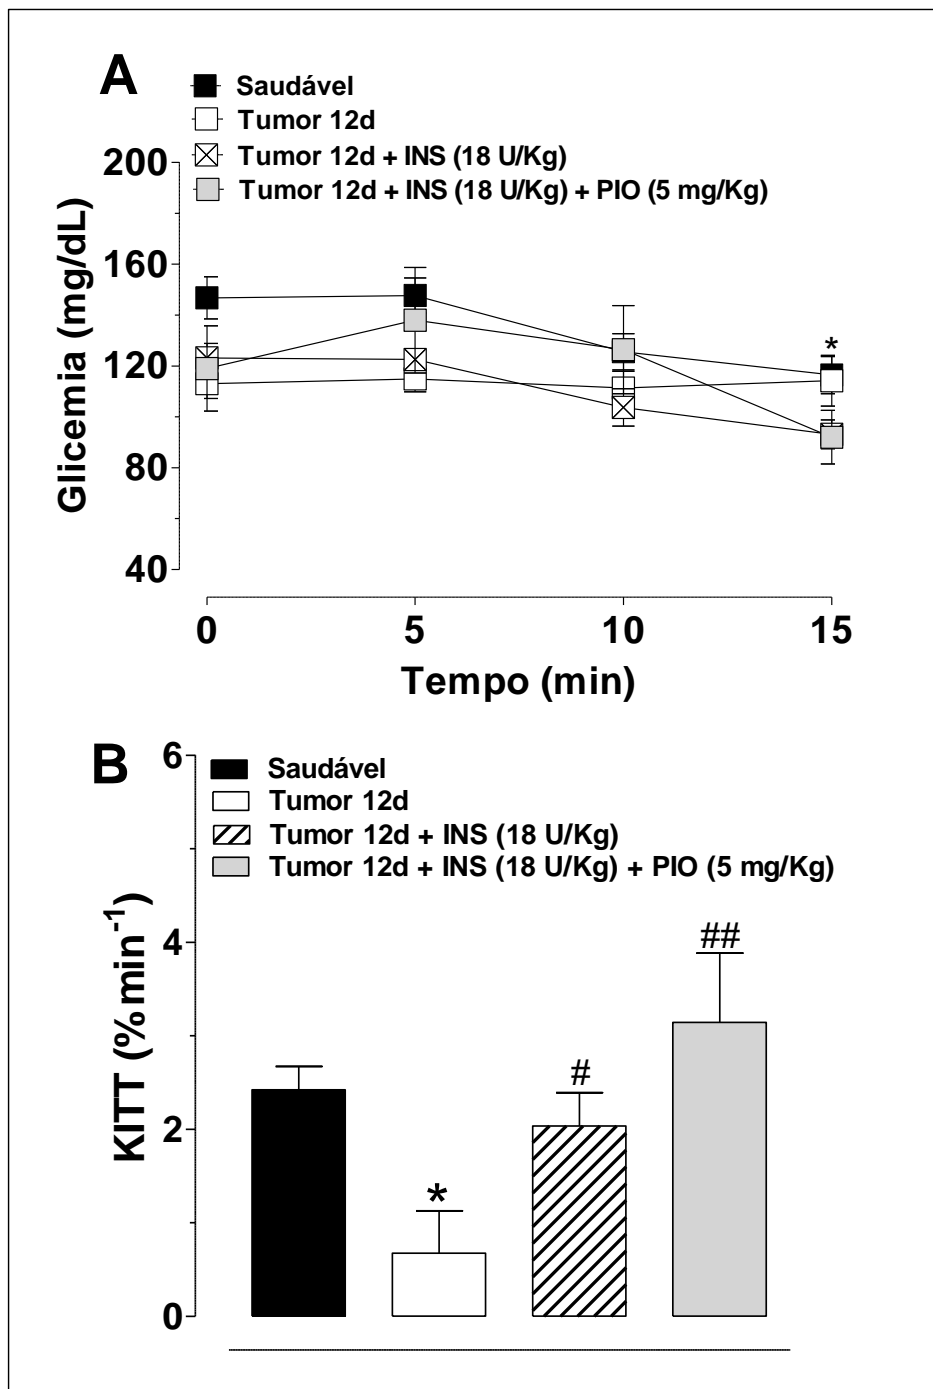 A
Saudável
Tumor 12d
Tumor 12d + INS (18 U/Kg)
Tumor 12d + INS (18 U/Kg) + PIO (5 mg/Kg)
Glicemia (mg/dL)
200
160
120
80
40
*
0 5 10 15
Tempo (min)
B
Saudável
Tumor 12d
Tumor 12d + INS (18 U/Kg)
Tumor 12d + INS (18 U/Kg) + PIO (5 mg/Kg)
KITT (%min⁻¹)
6
4
2
0
*
#
##